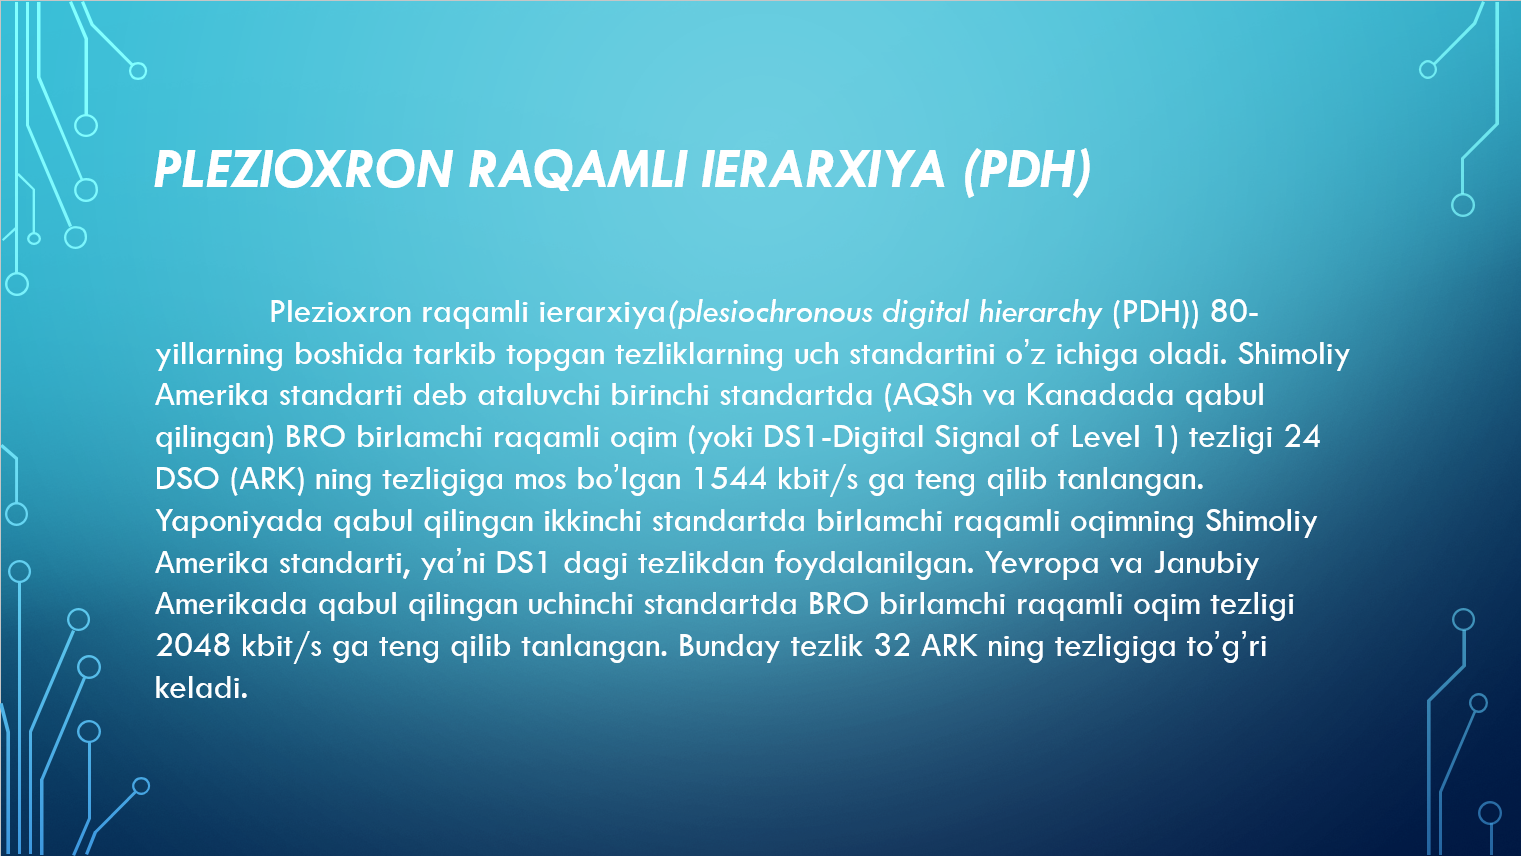 PLEZIOXRON RAQAMLI IERARXIYA (PDH)
Plezioxron raqamli ierarxiya(plesiochronous digital hierarchy (PDH)) 80-
yillarning boshida tarkib topgan tezliklarning uch standartini o’z ichiga oladi. Shimoliy
Amerika standarti deb ataluvchi birinchi standartda (AQSh va Kanadada qabul
qilingan) BRO birlamchi raqamli oqim (yoki DS1-Digital Signal of Level 1) tezligi 24
DSO (ARK) ning tezligiga mos bo’lgan 1544 kbit/s ga teng qilib tanlangan.
Yaponiyada qabul qilingan ikkinchi standartda birlamchi raqamli oqimning Shimoliy
Amerika standarti, ya’ni DS1 dagi tezlikdan foydalanilgan. Yevropa va Janubiy
Amerikada qabul qilingan uchinchi standartda BRO birlamchi raqamli oqim tezligi
2048 kbit/s ga teng qilib tanlangan. Bunday tezlik 32 ARK ning tezligiga to’g’ri
keladi.